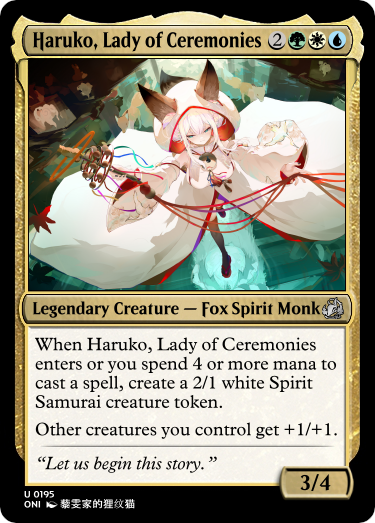 Haruko, Lady of Ceremonies 2
Legendary Creature — Fox Spirit Monk
When Haruko, Lady of Ceremonies
enters or you spend 4 or more mana to
cast a spell, create a 2/1 white Spirit
Samurai creature token.
Other creatures you control get +1/+1.
“Let us begin this story.”
3/4
U 0195
ONI 藜雯家的狸纹猫